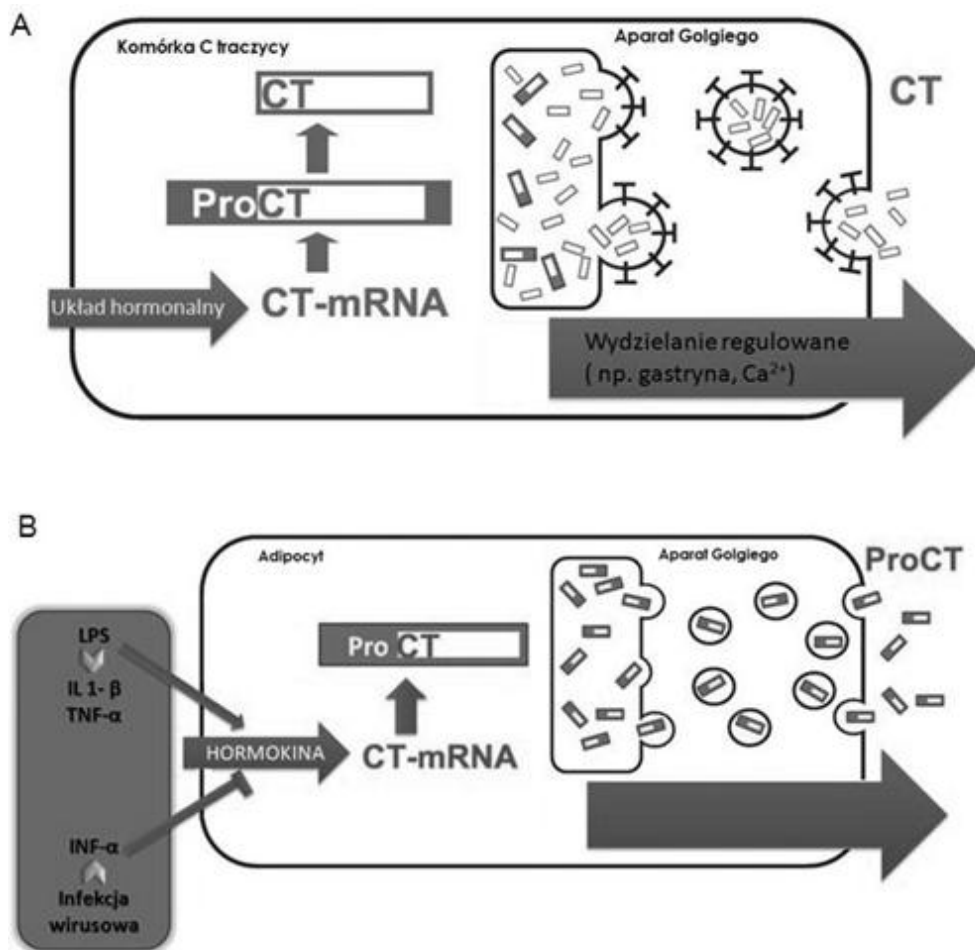 A
Komórka C traczycy
Aparat Golgiego
CT
CT
ProCT
Układ hormonalny
CT-mRNA
Wydzielanie regulowane
( np. gastryna, Ca²⁺)
B
Adipocyt
Aparat Golgiego
ProCT
LPS
IL 1- β
TNF-α
Pro CT
HORMOKINA
CT-mRNA
INF-α
Infekcja
wirusowa